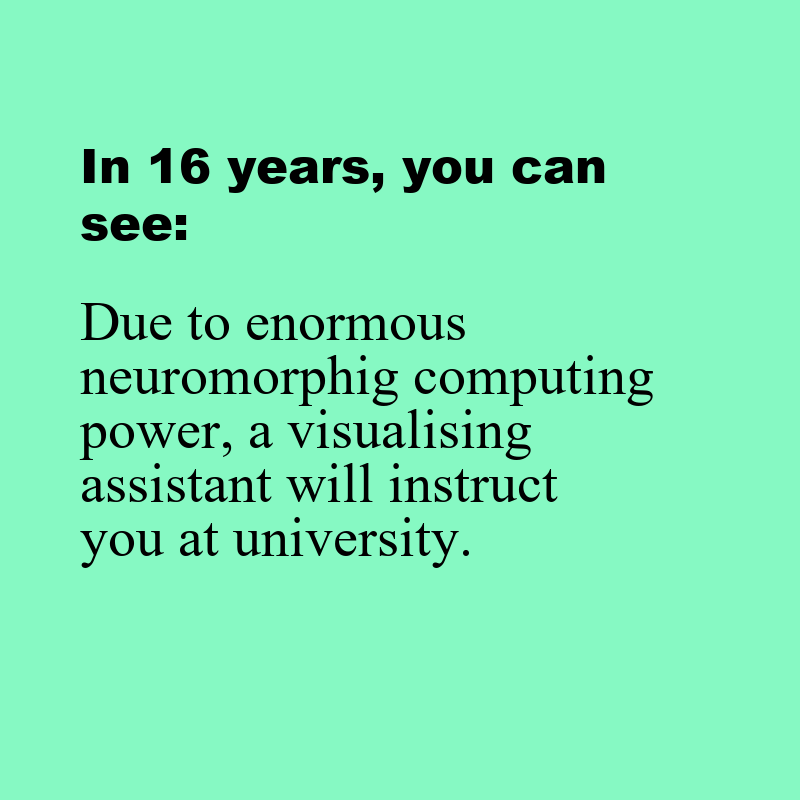 In 16 years, you can
see:
Due to enormous
neuromorphig computing
power, a visualising
assistant will instruct
you at university.